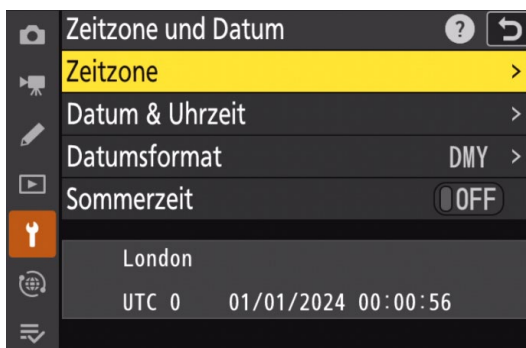 Zeitzone und Datum ?
Zeitzone >
Datum & Uhrzeit >
Datumsformat DMY >
Sommerzeit OFF
London
UTC 0 01/01/2024 00:00:56